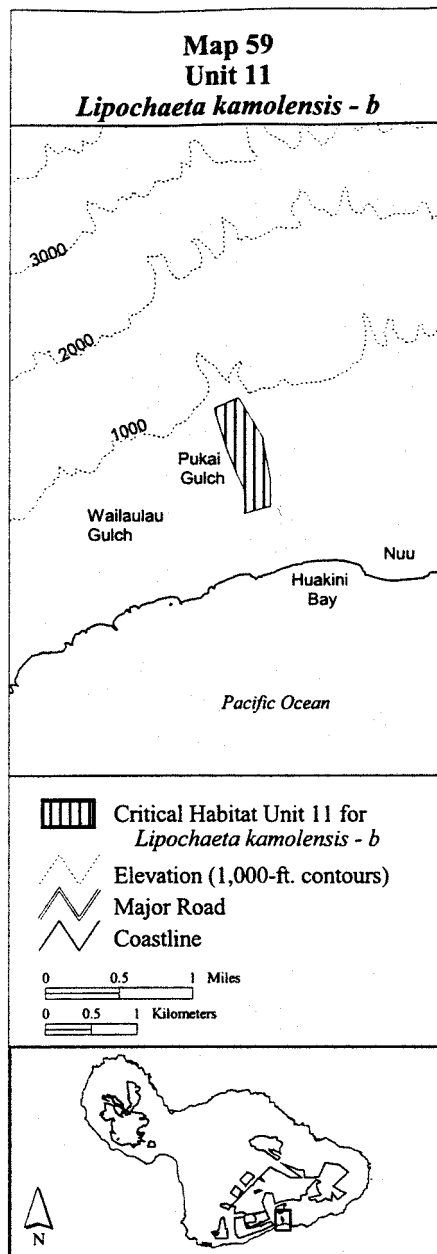 Map 59
Unit 11
Lipochaeta kamolensis - b
3000
2000
1000
Pukai
Gulch
Wailaulau
Gulch
Nuu
Huakini
Bay
Pacific Ocean
Critical Habitat Unit 11 for
Lipochaeta kamolensis - b
Elevation (1,000-ft. contours)
Major Road
Coastline
0 0.5 1 Miles
0 0.5 1 Kilometers
N